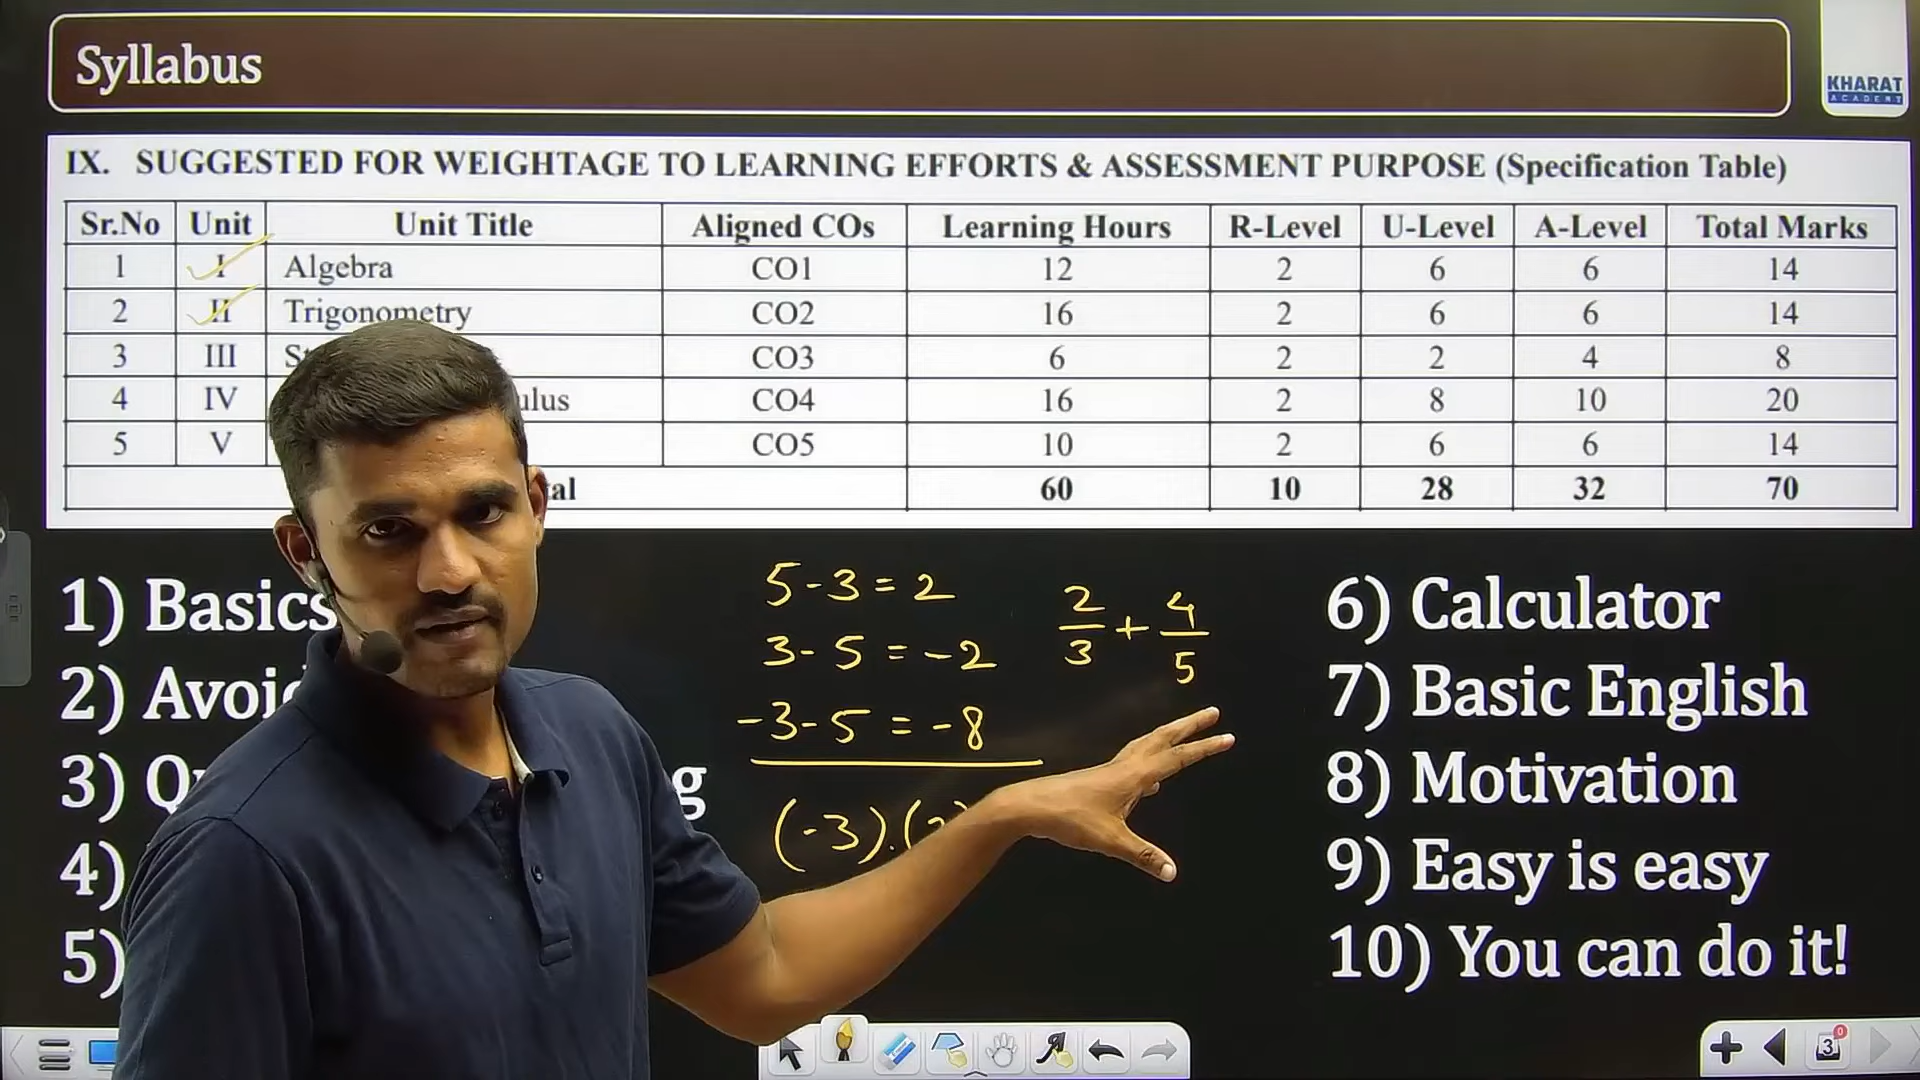 Syllabus
KHARAT
ACADEMY
IX. SUGGESTED FOR WEIGHTAGE TO LEARNING EFFORTS & ASSESSMENT PURPOSE (Specification Table)
Sr.No Unit Unit Title Aligned COs Learning Hours R-Level U-Level A-Level Total Marks
1 I Algebra CO1 12 2 6 6 14
2 II Trigonometry CO2 16 2 6 6 14
3 III CO3 6 2 2 4 8
4 IV CO4 16 2 8 10 20
5 V CO5 10 2 6 6 14
60 10 28 32 70
1) Basics
2)
3)
4)
5)
5-3=2
3-5=-2
-3-5=-8
(-3).(
2/3+4/5
6) Calculator
7) Basic English
8) Motivation
9) Easy is easy
10) You can do it!
3
0